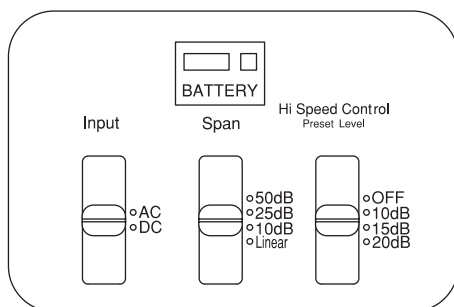 BATTERY
Input
Span
Hi Speed Control
Preset Level
AC
DC
50dB
25dB
10dB
Linear
OFF
10dB
15dB
20dB